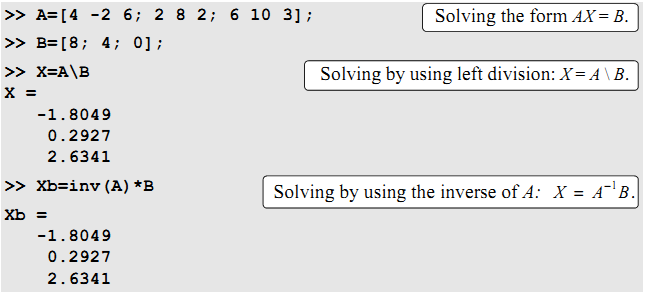 >> A=[4 -2 6; 2 8 2; 6 10 3]; Solving the form AX = B.
>> B=[8; 4; 0];
>> X=A\B Solving by using left division: X = A \ B.
X =
-1.8049
0.2927
2.6341
>> Xb=inv(A)*B Solving by using the inverse of A: X = A⁻¹B.
Xb =
-1.8049
0.2927
2.6341